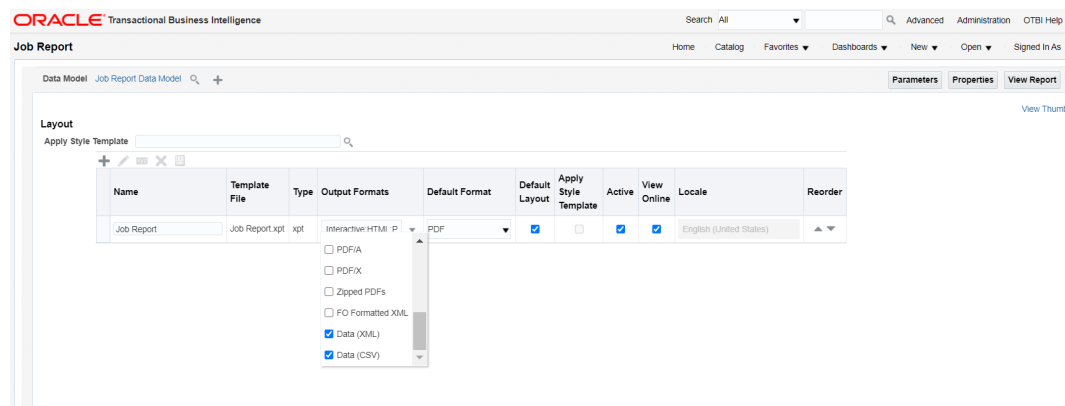 ORACLE Transactional Business Intelligence
Search All Advanced Administration OTBI Help
Job Report
Home Catalog Favorites Dashboards New Open Signed In As
Data Model Job Report Data Model
Parameters Properties View Report
View Thumb
Layout
Apply Style Template
Name Template File Type Output Formats Default Format Default Layout Apply Style Template Active View Online Locale Reorder
Job Report Job Report.xpt xpt Interactive HTML;P PDF English (United States)
PDF/A
PDF/X
Zipped PDFs
FO Formatted XML
Data (XML)
Data (CSV)